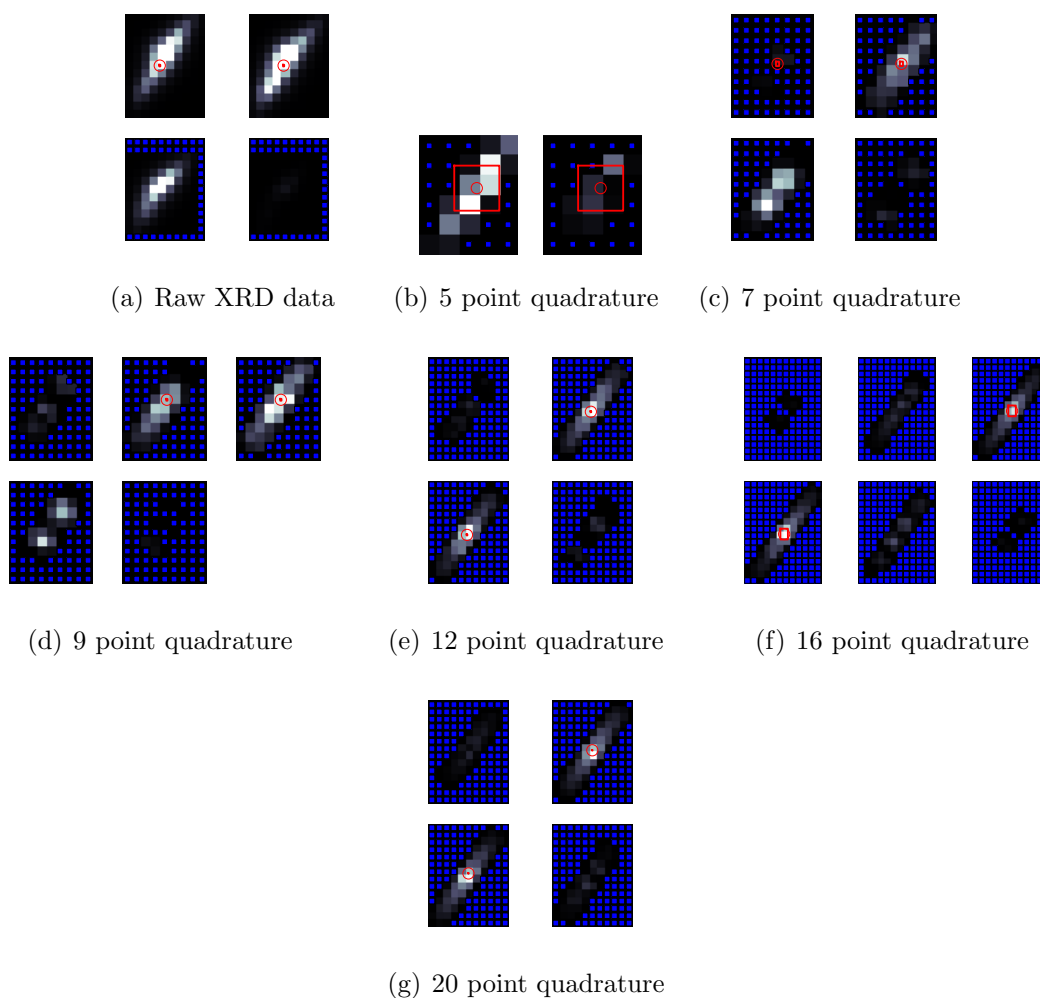 (a) Raw XRD data
(b) 5 point quadrature
(c) 7 point quadrature
(d) 9 point quadrature
(e) 12 point quadrature
(f) 16 point quadrature
(g) 20 point quadrature